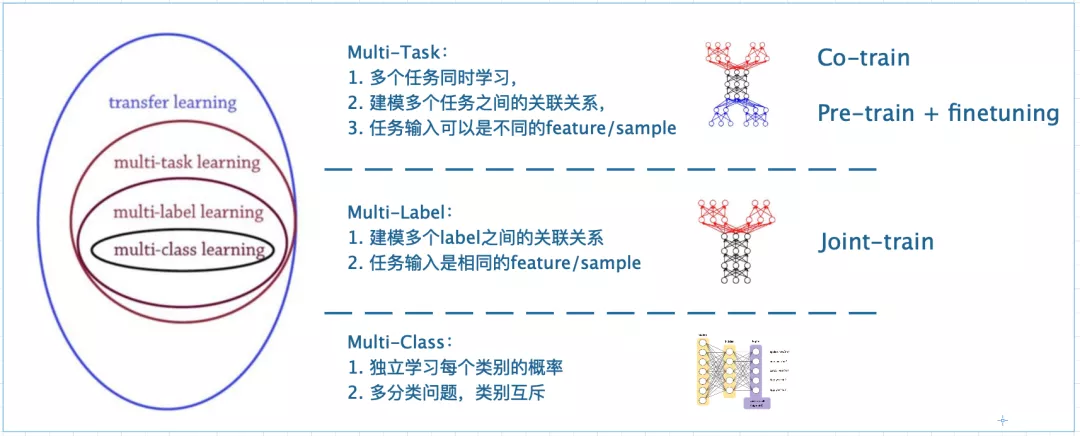 transfer learning
multi-task learning
multi-label learning
multi-class learning
Multi-Task:
1. 多个任务同时学习,
2. 建模多个任务之间的关联关系,
3. 任务输入可以是不同的feature/sample
Co-train
Pre-train + finetuning
Multi-Label:
1. 建模多个label之间的关联关系
2. 任务输入是相同的feature/sample
Joint-train
Multi-Class:
1. 独立学习每个类别的概率
2. 多分类问题，类别互斥